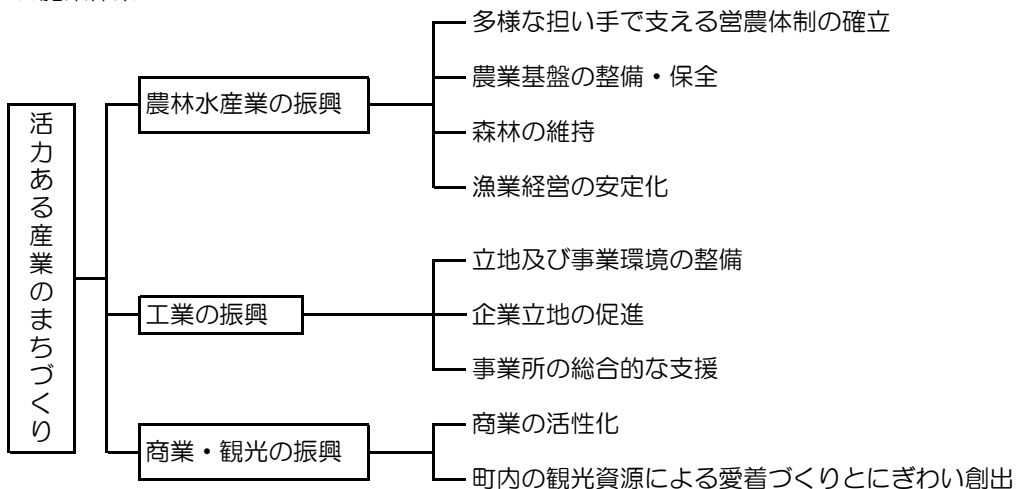 活力ある産業のまちづくり
農林水産業の振興
多様な担い手で支える営農体制の確立
農業基盤の整備・保全
森林の維持
漁業経営の安定化
工業の振興
立地及び事業環境の整備
企業立地の促進
事業所の総合的な支援
商業・観光の振興
商業の活性化
町内の観光資源による愛着づくりとにぎわい創出